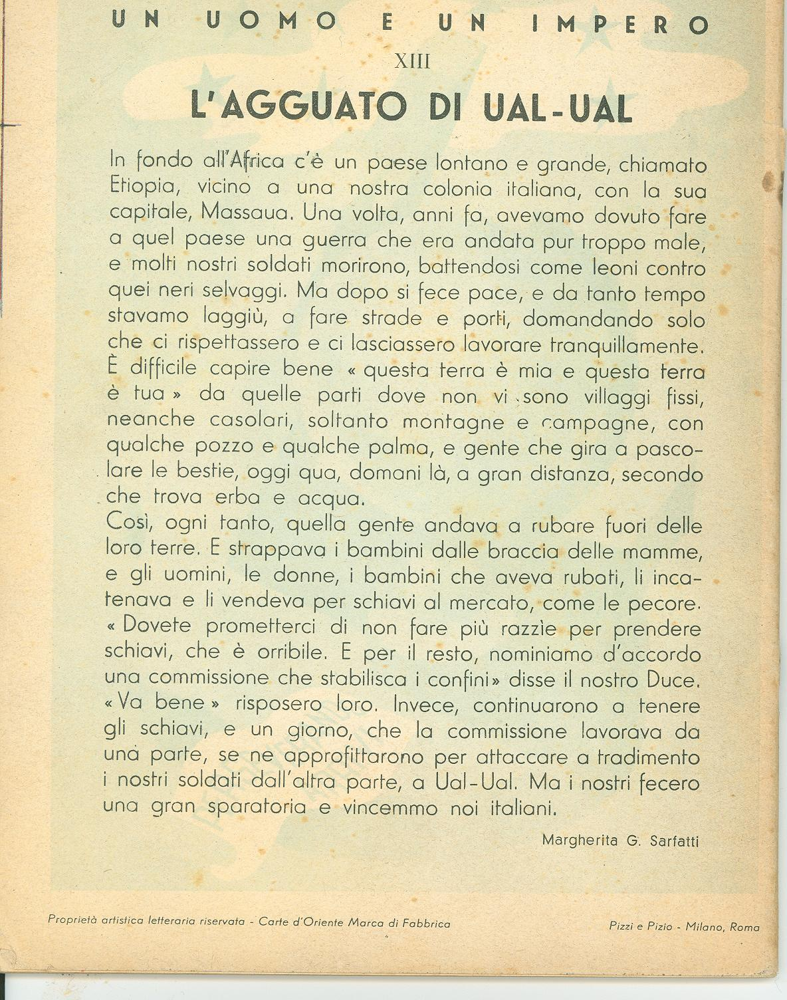 UN UOMO E UN IMPERO
XIII
L'AGGUATO DI UAL-UAL
In fondo all'Africa c'è un paese lontano e grande, chiamato
Etiopia, vicino a una nostra colonia italiana, con la sua
capitale, Massaua. Una volta, anni fa, avevamo dovuto fare
a quel paese una guerra che era andata pur troppo male,
e molti nostri soldati morirono, battendosi come leoni contro
quei neri selvaggi. Ma dopo si fece pace, e da tanto tempo
stavamo laggiù, a fare strade e porti, domandando solo
che ci rispettassero e ci lasciassero lavorare tranquillamente.
È difficile capire bene « questa terra è mia e questa terra
è tua » da quelle parti dove non vi sono villaggi fissi,
neanche casolari, soltanto montagne e campagne, con
qualche pozzo e qualche palma, e gente che gira a pasco-
lare le bestie, oggi qua, domani là, a gran distanza, secondo
che trova erba e acqua.
Così, ogni tanto, quella gente andava a rubare fuori delle
loro terre. E strappava i bambini dalle braccia delle mamme,
e gli uomini, le donne, i bambini che aveva rubati, li inca-
tenava e li vendeva per schiavi al mercato, come le pecore.
« Dovete prometterci di non fare più razzìe per prendere
schiavi, che è orribile. E per il resto, nominiamo d'accordo
una commissione che stabilisca i confini» disse il nostro Duce.
«Va bene» risposero loro. Invece, continuarono a tenere
gli schiavi, e un giorno, che la commissione lavorava da
una parte, se ne approfittarono per attaccare a tradimento
i nostri soldati dall'altra parte, a Ual-Ual. Ma i nostri fecero
una gran sparatoria e vincemmo noi italiani.
Margherita G. Sarfatti
Proprietà artistica letteraria riservata - Carte d'Oriente Marca di Fabbrica
Pizzi e Pizio - Milano, Roma